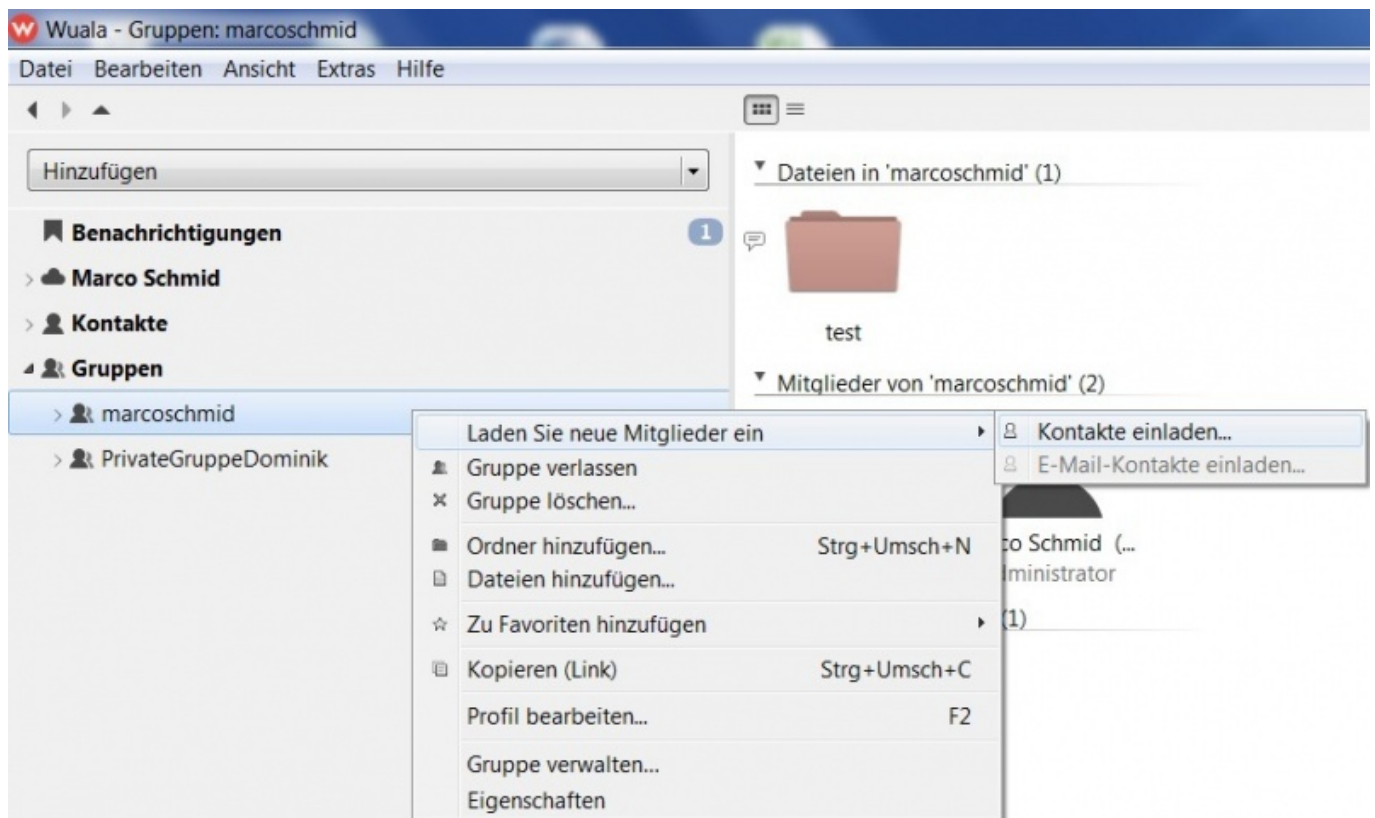 Wuala - Gruppen: marcoschmid
Datei Bearbeiten Ansicht Extras Hilfe
Hinzufügen
Benachrichtigungen 1
Marco Schmid
Kontakte
Gruppen
marcoschmid
PrivateGruppeDominik
Dateien in 'marcoschmid' (1)
test
Mitglieder von 'marcoschmid' (2)
Laden Sie neue Mitglieder ein
Gruppe verlassen
Gruppe löschen...
Ordner hinzufügen... Strg+Umsch+N
Dateien hinzufügen...
Zu Favoriten hinzufügen
Kopieren (Link) Strg+Umsch+C
Profil bearbeiten... F2
Gruppe verwalten...
Eigenschaften
Kontakte einladen...
E-Mail-Kontakte einladen...
co Schmid (...
ministrator
(1)